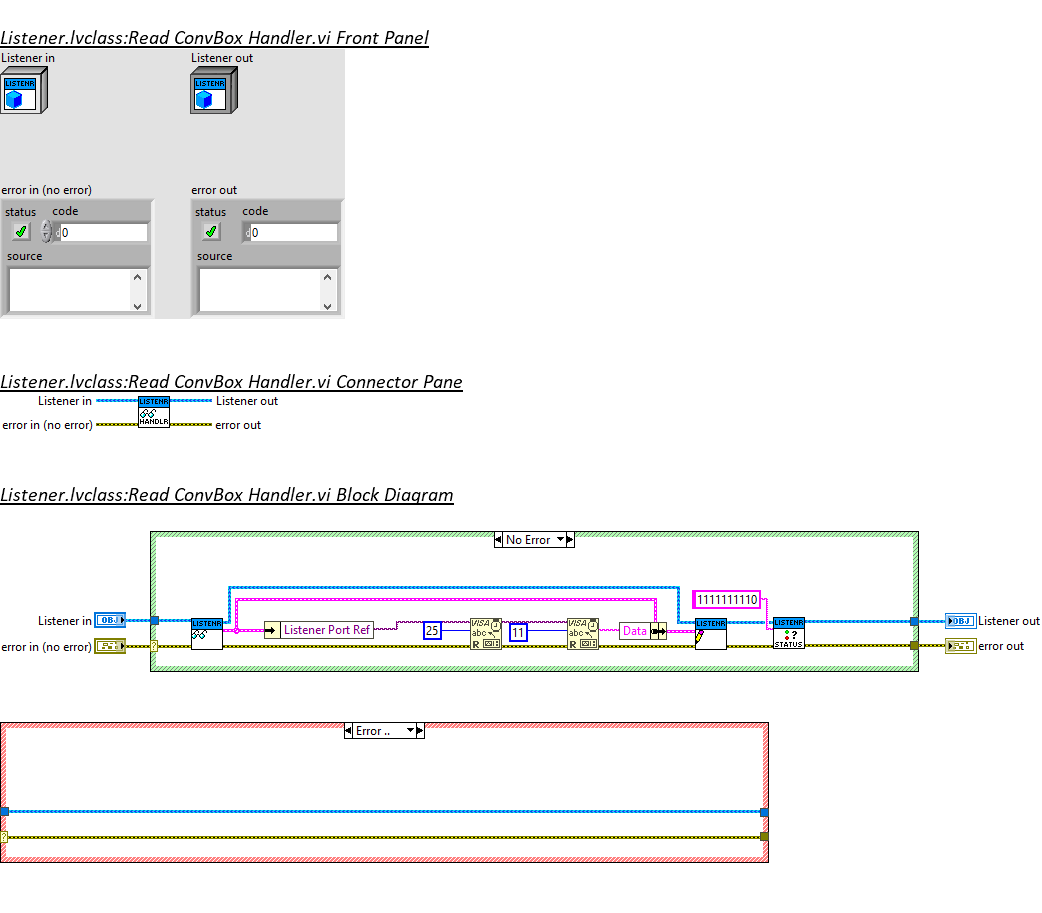 Listener.lvclass:Read ConvBox Handler.vi Front Panel
Listener in Listener out
LISTENR LISTENR
error in (no error) error out
status code status code
d 0 d 0
source source
Listener.lvclass:Read ConvBox Handler.vi Connector Pane
Listener in LISTENR Listener out
error in (no error) HANDLR error out
Listener.lvclass:Read ConvBox Handler.vi Block Diagram
No Error
1111111110
Listener in OBJ LISTENR VISA VISA LISTENR LISTENR OBJ Listener out
Listener Port Ref 25 abc 11 abc Data ?
error in (no error) ? R R STATUS error out
Error ..
?